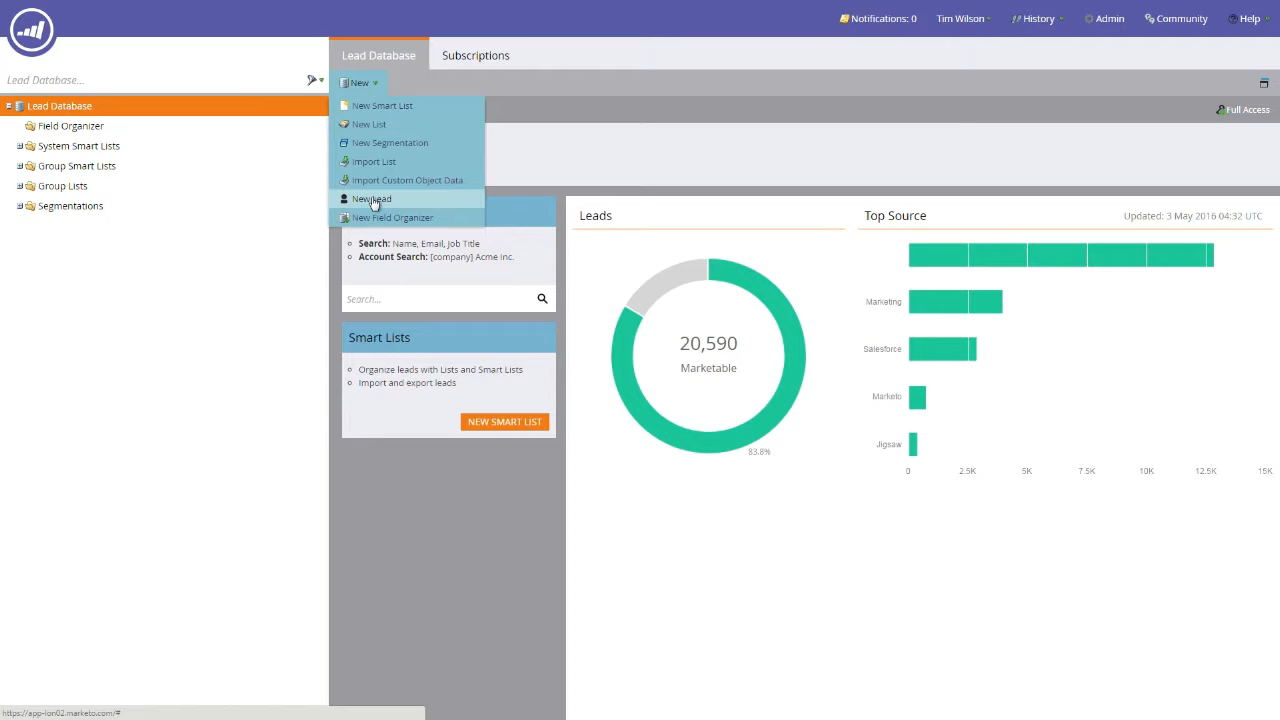 Notifications: 0
Tim Wilson
History
Admin
Community
Help
Lead Database...
Lead Database
Subscriptions
New
Full Access
Lead Database
Field Organizer
System Smart Lists
Group Smart Lists
Group Lists
Segmentations
New Smart List
New List
New Segmentation
Import List
Import Custom Object Data
New Lead
New Field Organizer
Search: Name, Email, Job Title
Account Search: [company] Acme Inc.
Search...
Smart Lists
Organize leads with Lists and Smart Lists
Import and export leads
NEW SMART LIST
Leads
20,590
Marketable
83.8%
Top Source
Updated: 3 May 2016 04:32 UTC
Marketing
Salesforce
Marketo
Jigsaw
0 2.5K 5K 7.5K 10K 12.5K 15K
https://app-lon02.marketo.com/#